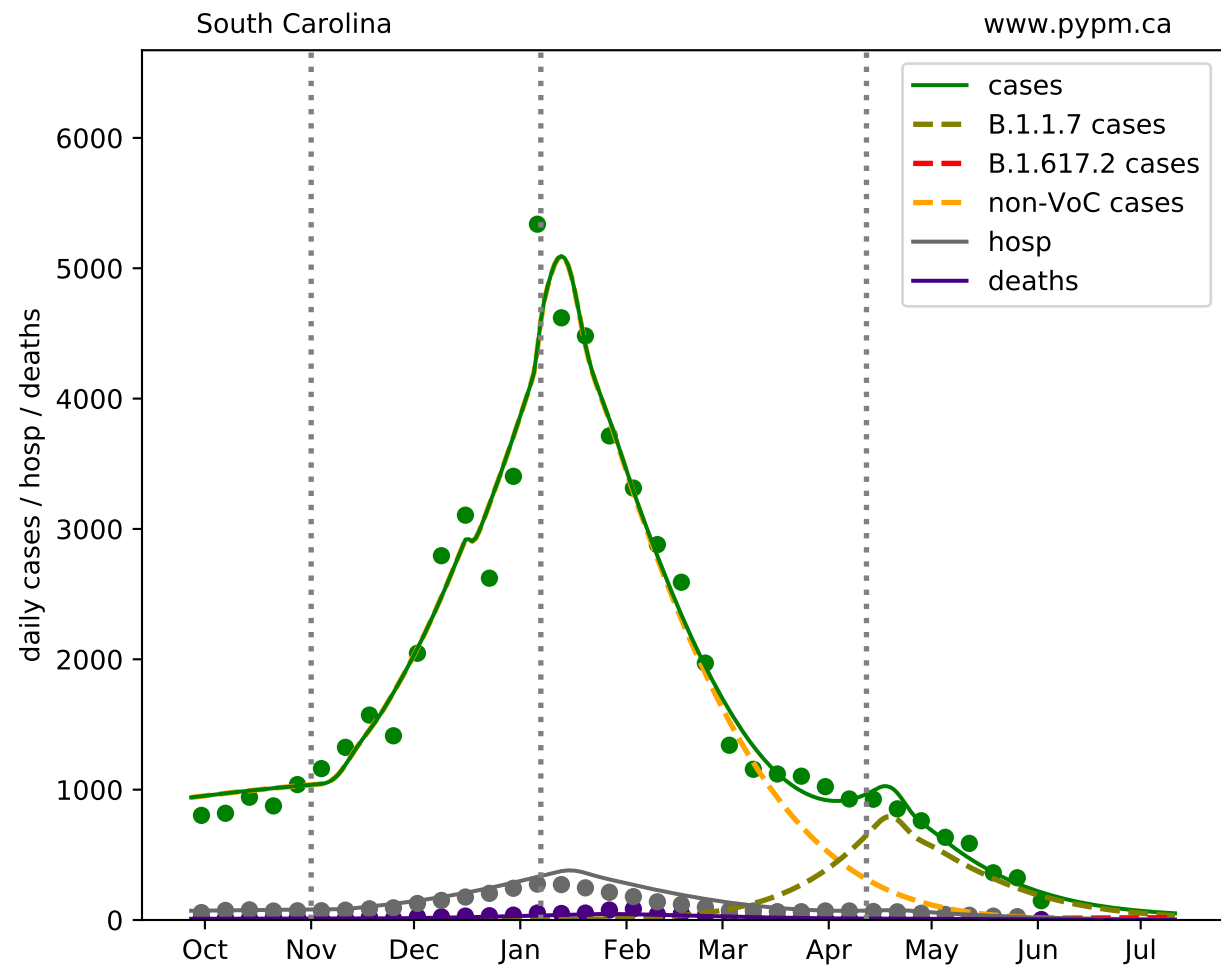 South Carolina
www.pypm.ca
cases
B.1.1.7 cases
B.1.617.2 cases
non-VoC cases
hosp
deaths
daily cases / hosp / deaths
6000
5000
4000
3000
2000
1000
0
Oct Nov Dec Jan Feb Mar Apr May Jun Jul